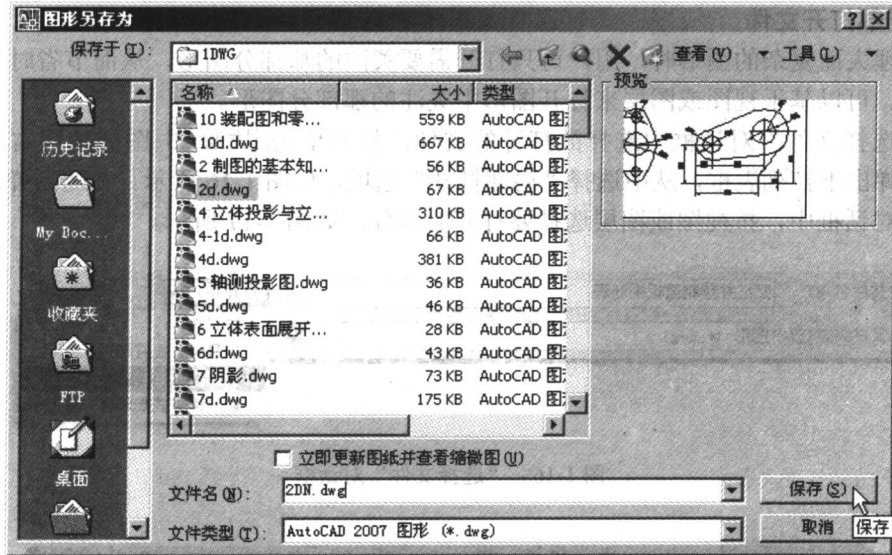 图形另存为
保存于(I):
1DWG
查看(V)
工具(L)
历史记录
My Doc...
收藏夹
FTP
桌面
名称 大小 类型
10 装配图和零... 559 KB AutoCAD 图
10d.dwg 667 KB AutoCAD 图
2 制图的基本知... 56 KB AutoCAD 图
2d.dwg 67 KB AutoCAD 图
4 立体投影与立... 310 KB AutoCAD 图
4-1d.dwg 66 KB AutoCAD 图
4d.dwg 381 KB AutoCAD 图
5 轴测投影图.dwg 36 KB AutoCAD 图
5d.dwg 46 KB AutoCAD 图
6 立体表面展开... 28 KB AutoCAD 图
6d.dwg 43 KB AutoCAD 图
7 阴影.dwg 73 KB AutoCAD 图
7d.dwg 175 KB AutoCAD 图
预览
立即更新图纸并查看缩微图(U)
文件名(N):
2DN.dwg
保存(S)
文件类型(T):
AutoCAD 2007 图形 (*.dwg)
取消
保存